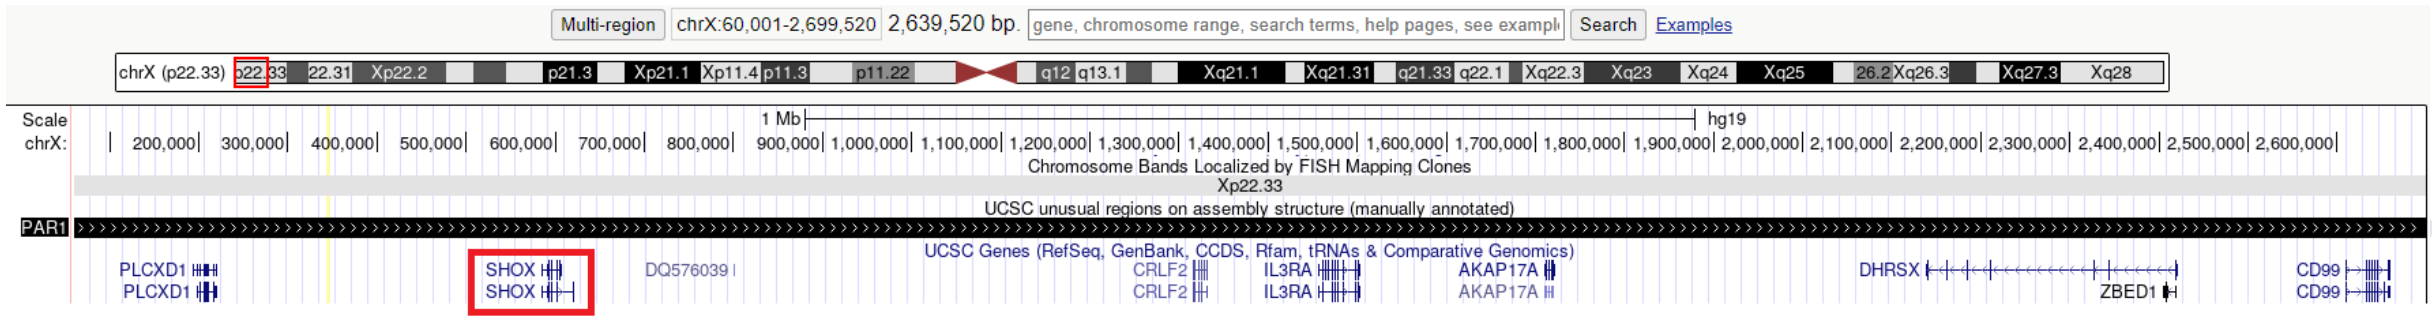 Multi-region chrX:60,001-2,699,520 2,639,520 bp. gene, chromosome range, search terms, help pages, see exampl Search Examples
chrX (p22.33) p22.33 22.31 Xp22.2 p21.3 Xp21.1 Xp11.4 p11.3 p11.22 q12 q13.1 Xq21.1 Xq21.31 q21.33 q22.1 Xq22.3 Xq23 Xq24 Xq25 26.2 Xq26.3 Xq27.3 Xq28
Scale 1 Mb hg19
chrX: 200,000 300,000 400,000 500,000 600,000 700,000 800,000 900,000 1,000,000 1,100,000 1,200,000 1,300,000 1,400,000 1,500,000 1,600,000 1,700,000 1,800,000 1,900,000 2,000,000 2,100,000 2,200,000 2,300,000 2,400,000 2,500,000 2,600,000
Chromosome Bands Localized by FISH Mapping Clones
Xp22.33
UCSC unusual regions on assembly structure (manually annotated)
PAR1
UCSC Genes (RefSeq, GenBank, CCDS, Rfam, tRNAs & Comparative Genomics)
PLCXD1 SHOX DQ576039 CRLF2 IL3RA AKAP17A DHRSX CD99
PLCXD1 SHOX CRLF2 IL3RA AKAP17A ZBED1 CD99